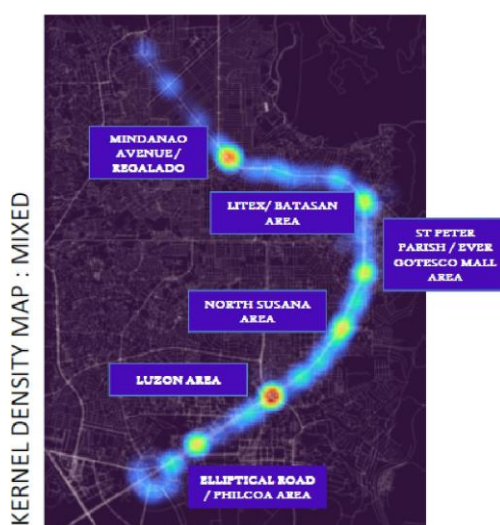 KERNEL DENSITY MAP : MIXED
MINDANAO
AVENUE /
REGALADO
LITEX/ BATASAN
AREA
ST PETER
PARISH / EVER
GOTESCO MALL
AREA
NORTH SUSANA
AREA
LUZON AREA
ELLIPTICAL ROAD
/ PHILCOA AREA